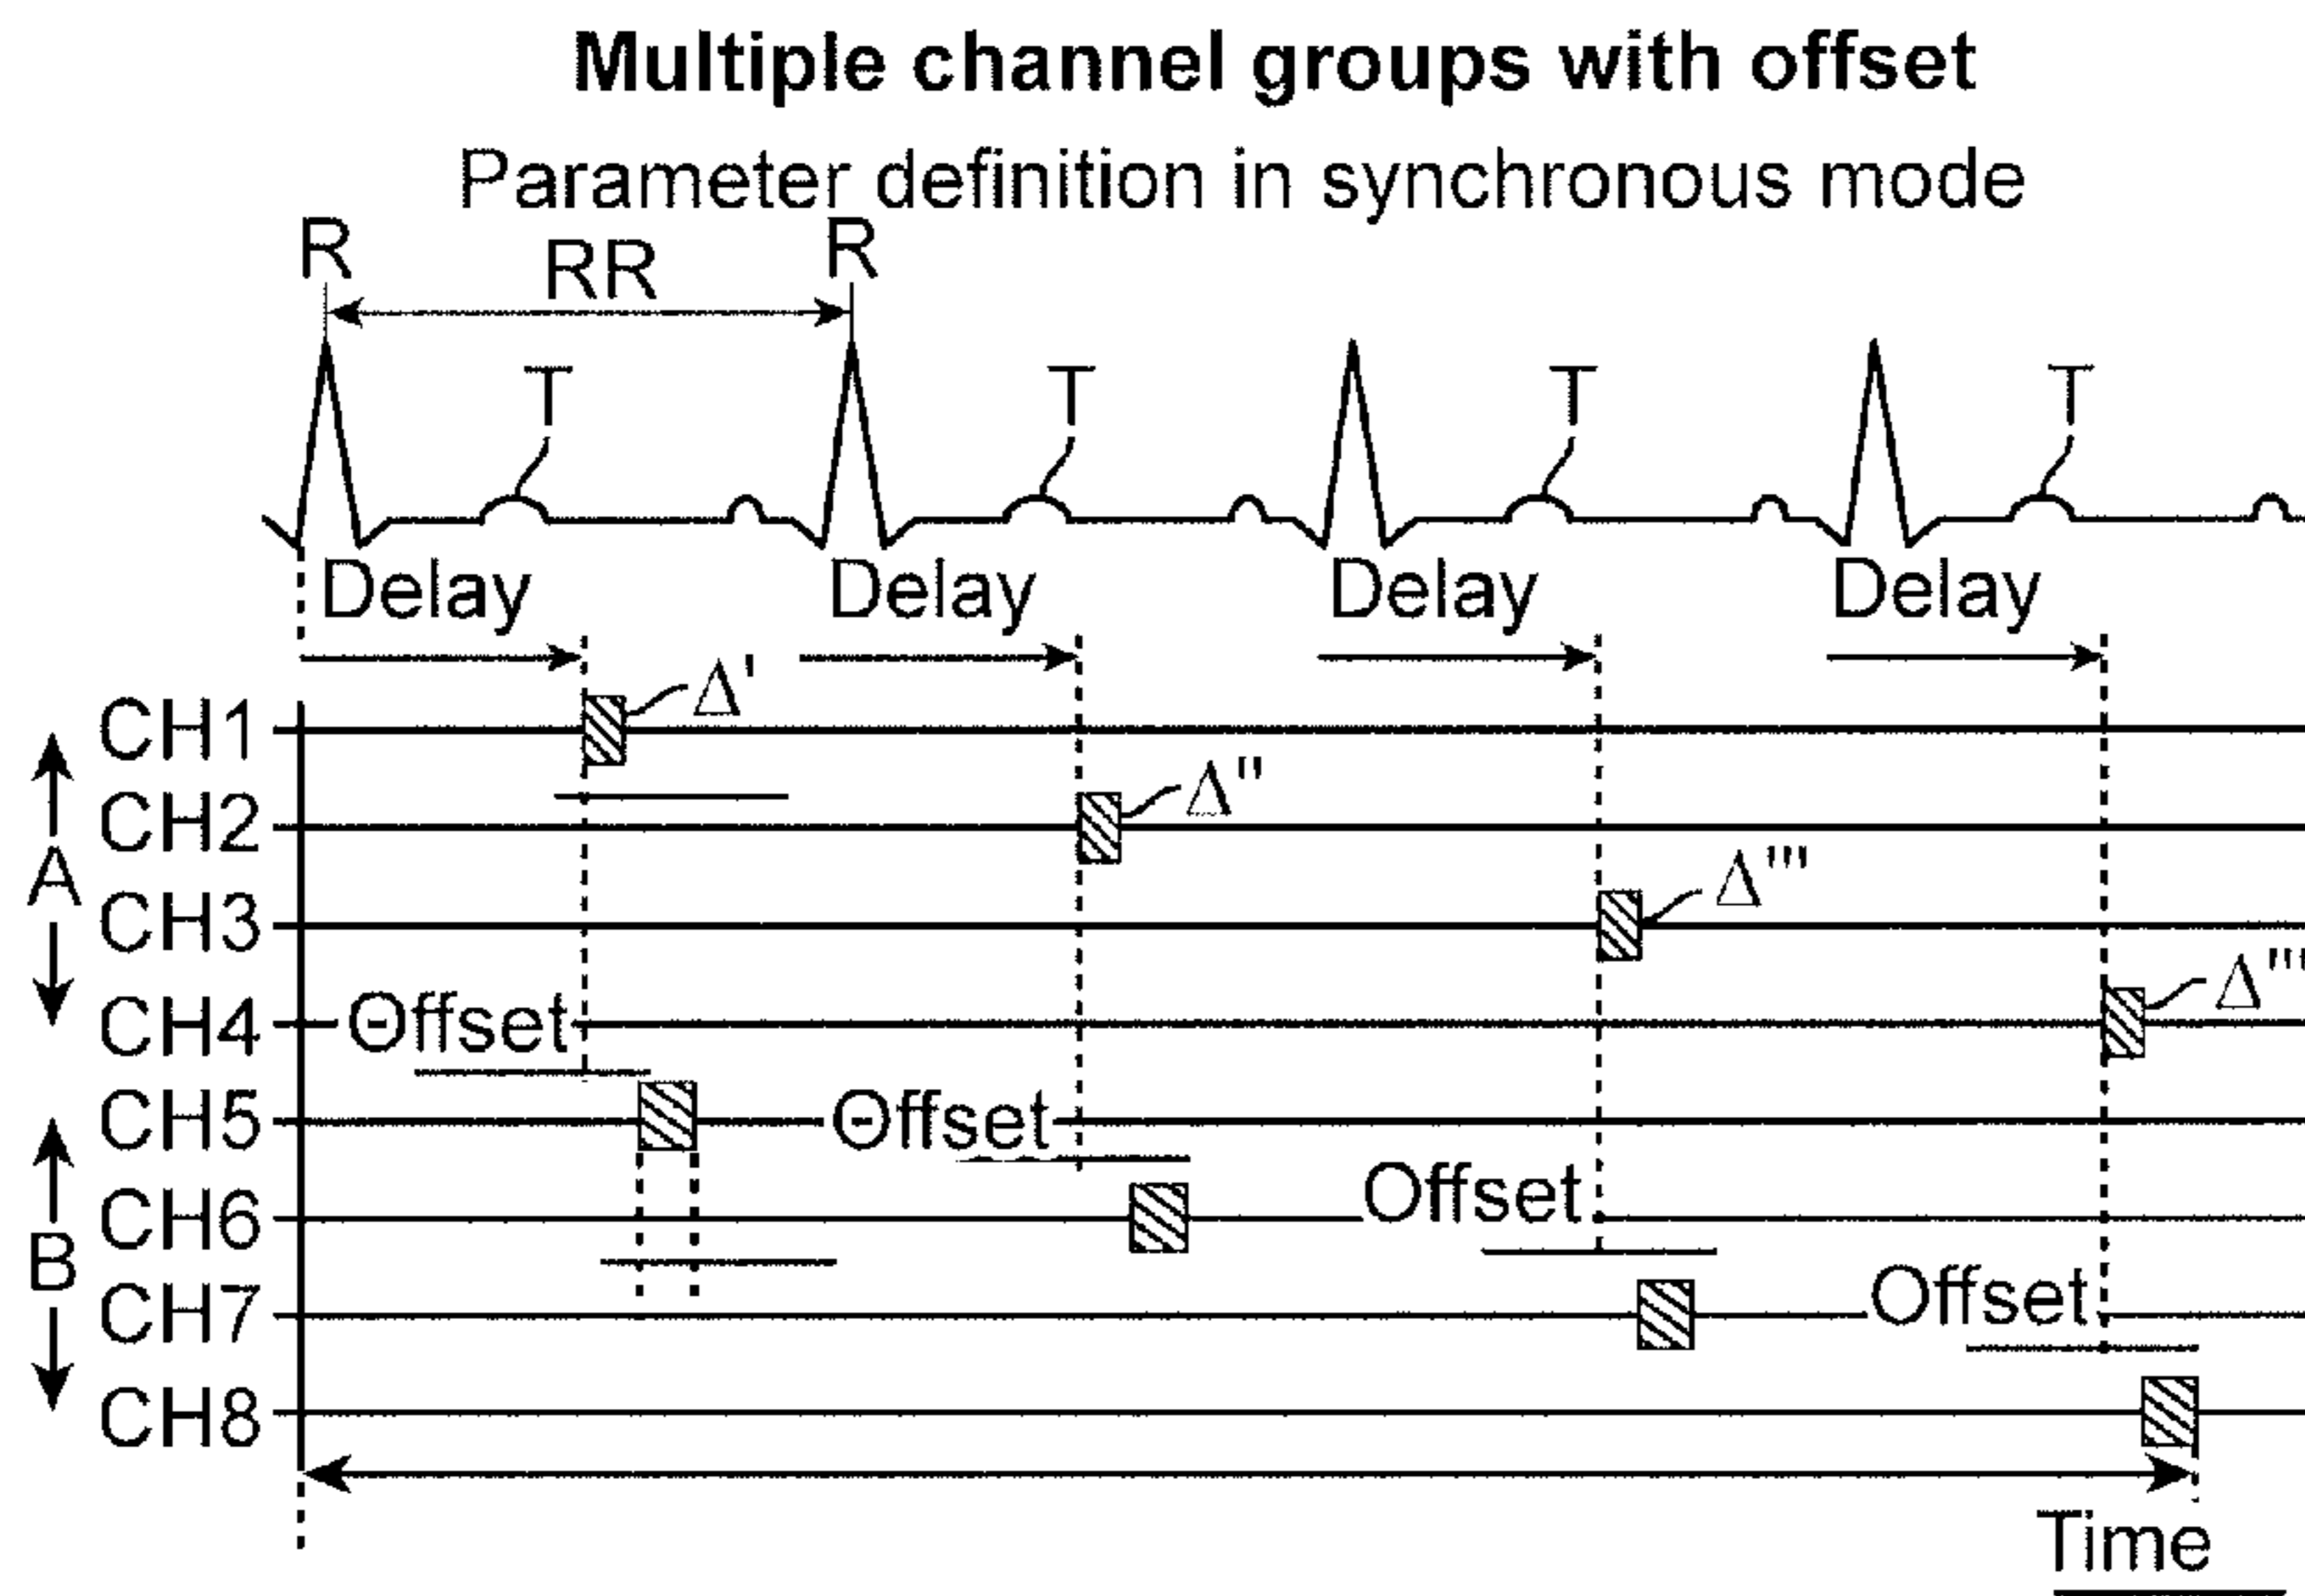 Multiple channel groups with offset
Parameter definition in synchronous mode
R RR R
T T T T
Delay Delay Delay Delay
CH1 Δ'
CH2 Δ"
A
CH3 Δ'''
CH4 Offset Δ""
CH5 Offset
CH6 Offset
B
CH7 Offset
CH8
Time